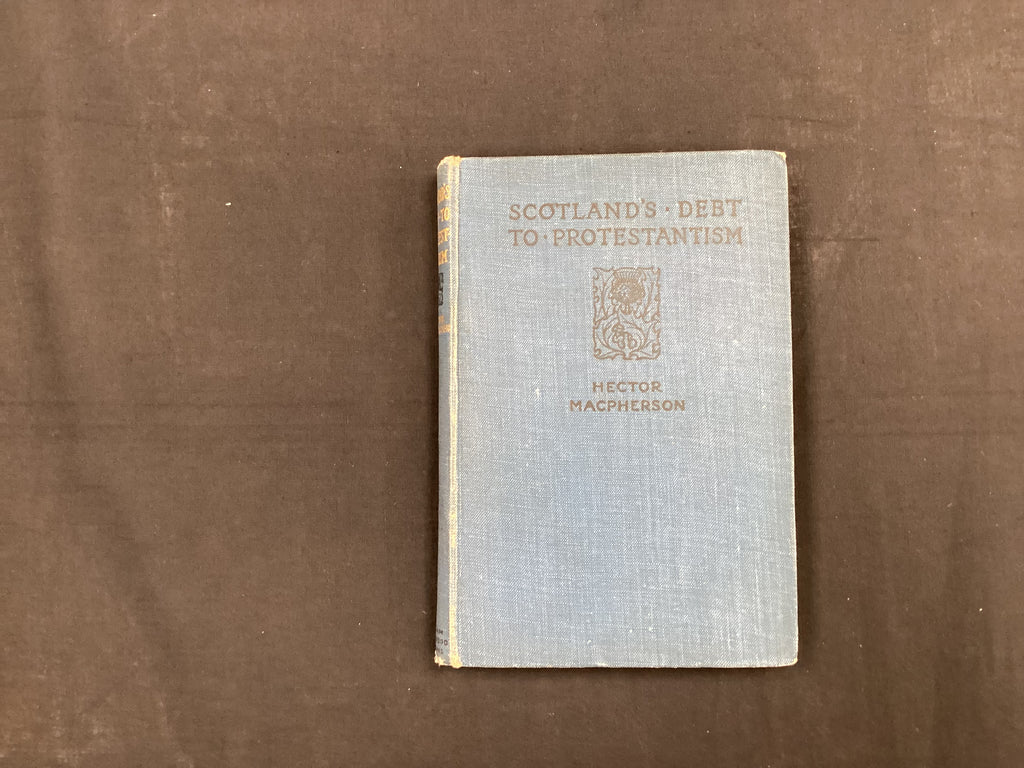 SCOTLAND'S · DEBT
TO · PROTESTANTISM
HECTOR
MACPHERSON